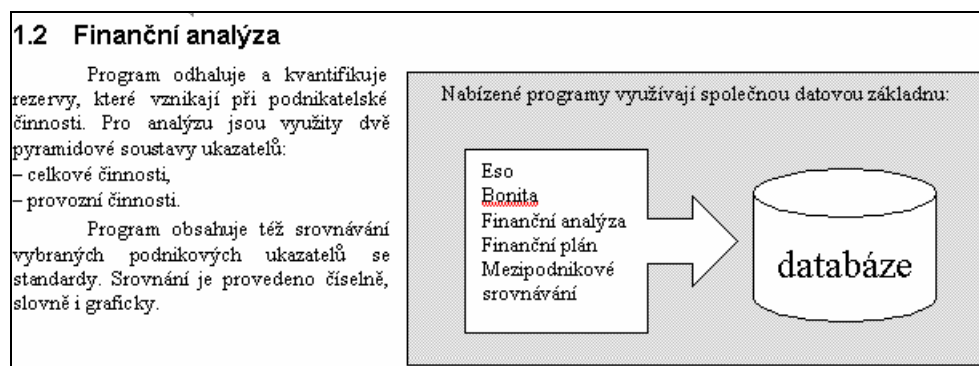 1.2 Finanční analýza
Program odhaluje a kvantifikuje
rezervy, které vznikají při podnikatelské
činnosti. Pro analýzu jsou využity dvě
pyramidové soustavy ukazatelů:
– celkové činnosti,
– provozní činnosti.
Program obsahuje též srovnávání
vybraných podnikových ukazatelů se
standardy. Srovnání je provedeno číselně,
slovně i graficky.
Nabízené programy využívají společnou datovou základnu:
Eso
Bonita
Finanční analýza
Finanční plán
Mezipodnikové
srovnávání
databáze